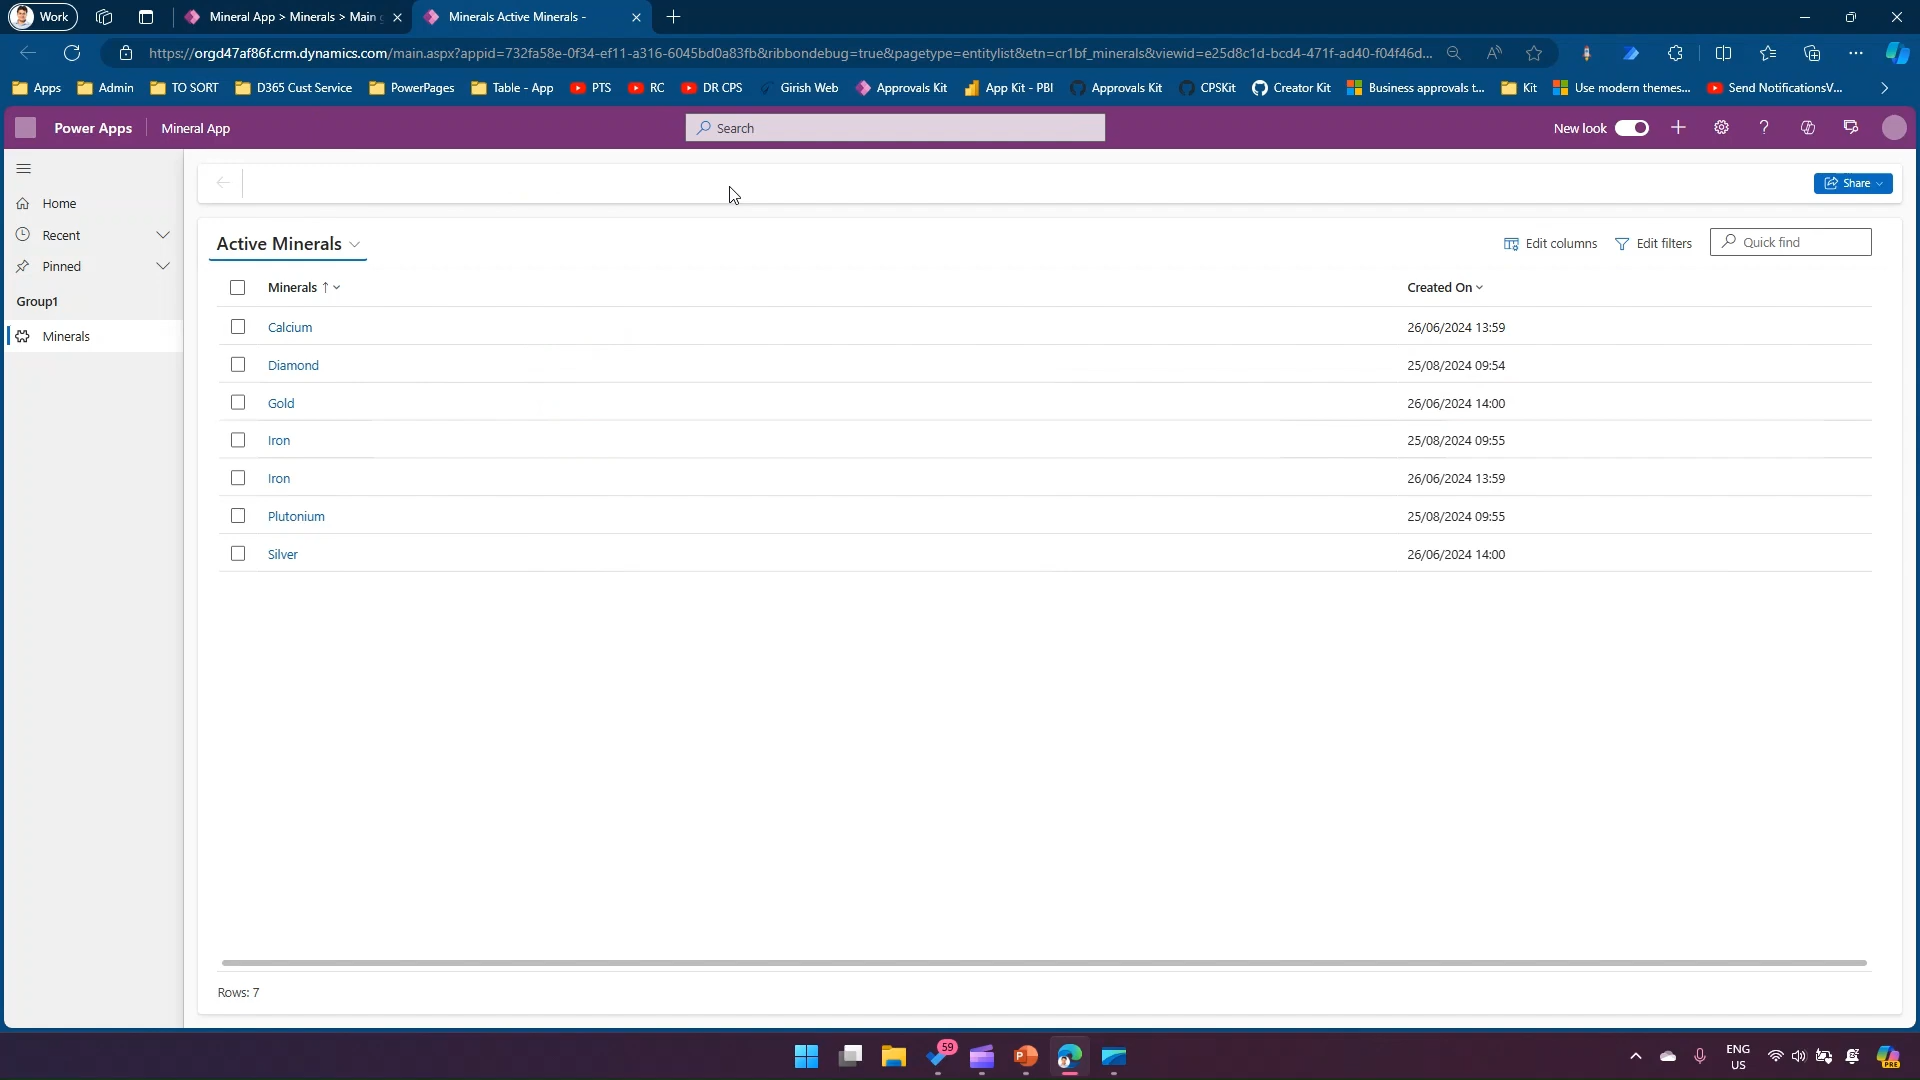 Work
Mineral App > Minerals > Main
Minerals Active Minerals -
https://orgd47af86f.crm.dynamics.com/main.aspx?appid=732fa58e-0f34-ef11-a316-6045bd0a83fb&ribbondebug=true&pagetype=entitylist&etn=cr1bf_minerals&viewid=e25d8c1d-bcd4-471f-ad40-f04f46d...
Apps Admin TO SORT D365 Cust Service PowerPages Table - App PTS RC DR CPS Girish Web Approvals Kit App Kit - PBI Approvals Kit CPSKit Creator Kit Business approvals t... Kit Use modern themes... Send NotificationsV...
Power Apps Mineral App Search New look
Share
Home
Recent
Pinned
Group1
Minerals
Active Minerals Edit columns Edit filters Quick find
Minerals Created On
Calcium 26/06/2024 13:59
Diamond 25/08/2024 09:54
Gold 26/06/2024 14:00
Iron 25/08/2024 09:55
Iron 26/06/2024 13:59
Plutonium 25/08/2024 09:55
Silver 26/06/2024 14:00
Rows: 7
59
ENG
US
PRE